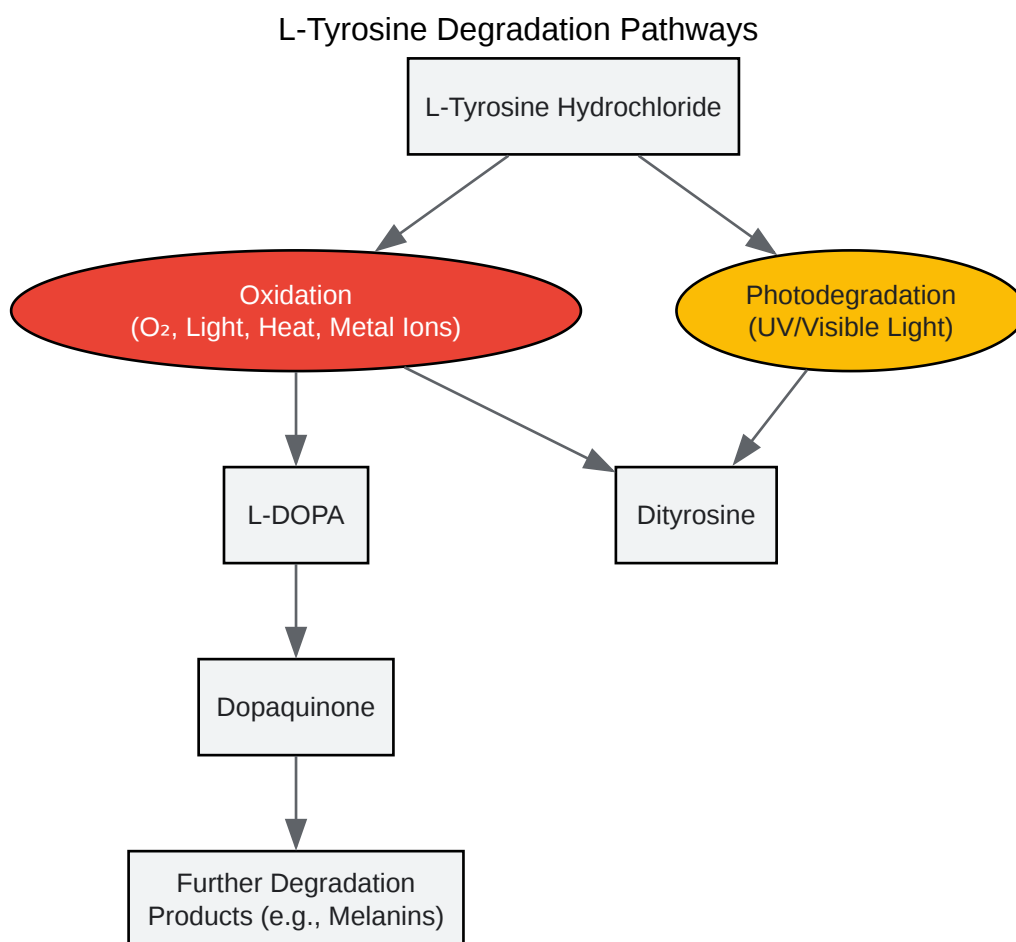 L-Tyrosine Degradation Pathways
L-Tyrosine Hydrochloride
Oxidation
(O₂, Light, Heat, Metal Ions)
Photodegradation
(UV/Visible Light)
L-DOPA
Dityrosine
Dopaquinone
Further Degradation
Products (e.g., Melanins)